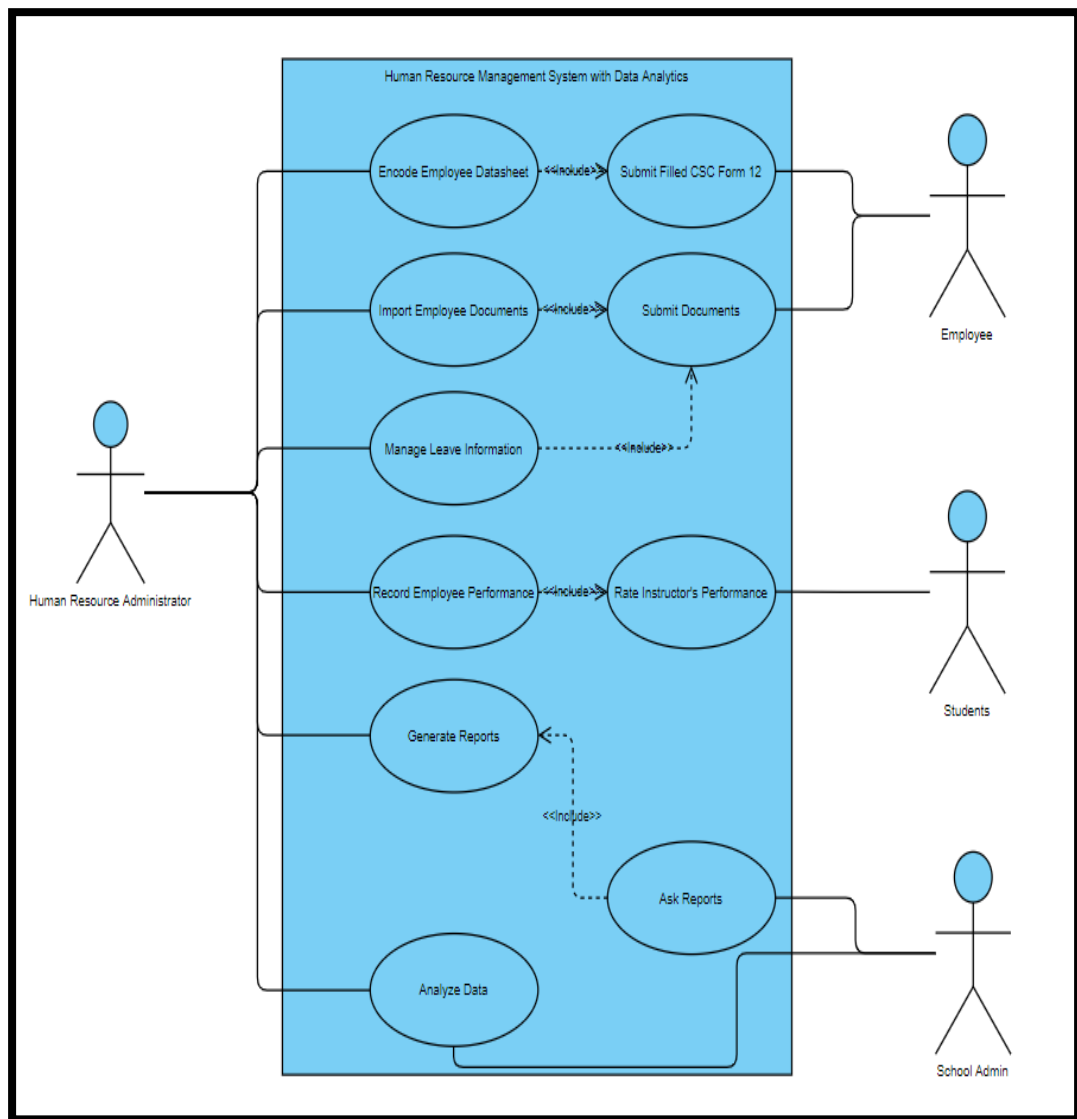 Human Resource Management System with Data Analytics
Encode Employee Datasheet
<<Include>>
Submit Filled CSC Form 12
Employee
Import Employee Documents
<<Include>>
Submit Documents
Manage Leave Information
<<Include>>
Human Resource Administrator
Record Employee Performance
<<Include>>
Rate Instructor's Performance
Students
Generate Reports
<<Include>>
Ask Reports
Analyze Data
School Admin